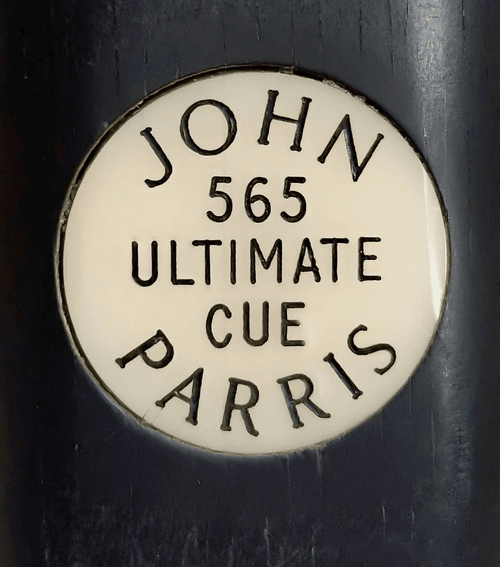 JOHN
565
ULTIMATE
CUE
PARRIS